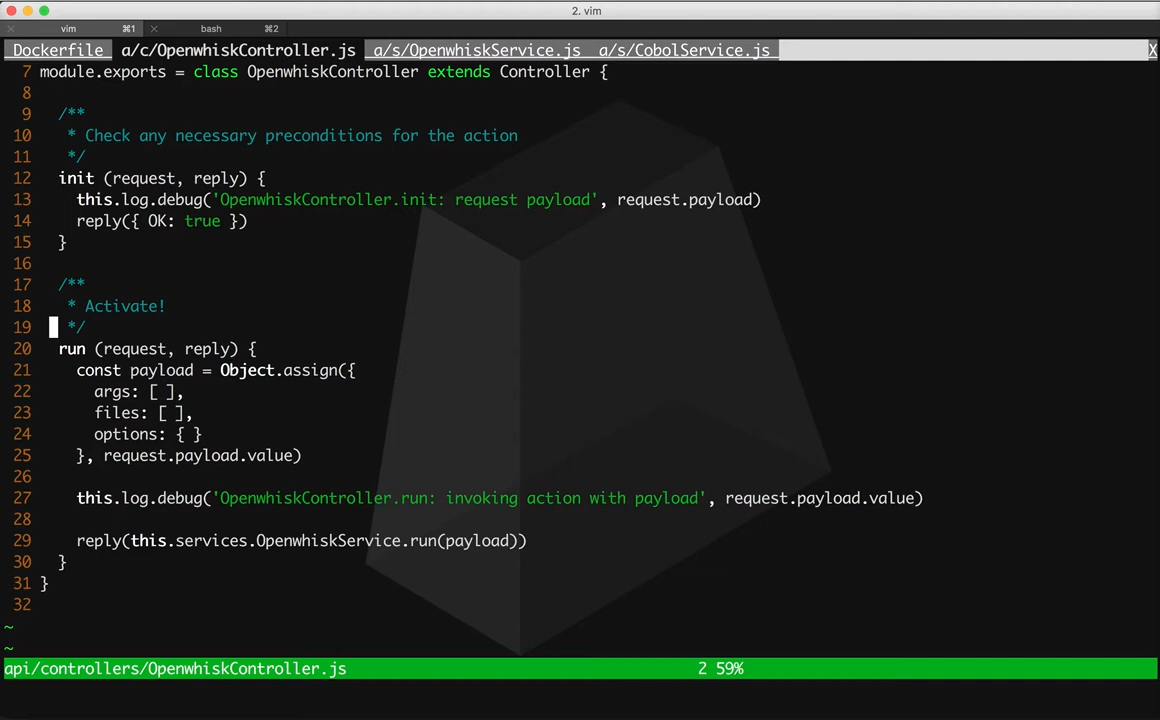 2. vim
vim ⌘1 bash ⌘2
Dockerfile a/c/OpenwhiskController.js a/s/OpenwhiskService.js a/s/CobolService.js X
7 module.exports = class OpenwhiskController extends Controller {
8
9 /**
10 * Check any necessary preconditions for the action
11 */
12 init (request, reply) {
13 this.log.debug('OpenwhiskController.init: request payload', request.payload)
14 reply({ OK: true })
15 }
16
17 /**
18 * Activate!
19 */
20 run (request, reply) {
21 const payload = Object.assign({
22 args: [ ],
23 files: [ ],
24 options: { }
25 }, request.payload.value)
26
27 this.log.debug('OpenwhiskController.run: invoking action with payload', request.payload.value)
28
29 reply(this.services.OpenwhiskService.run(payload))
30 }
31 }
32
~
~
api/controllers/OpenwhiskController.js 2 59%